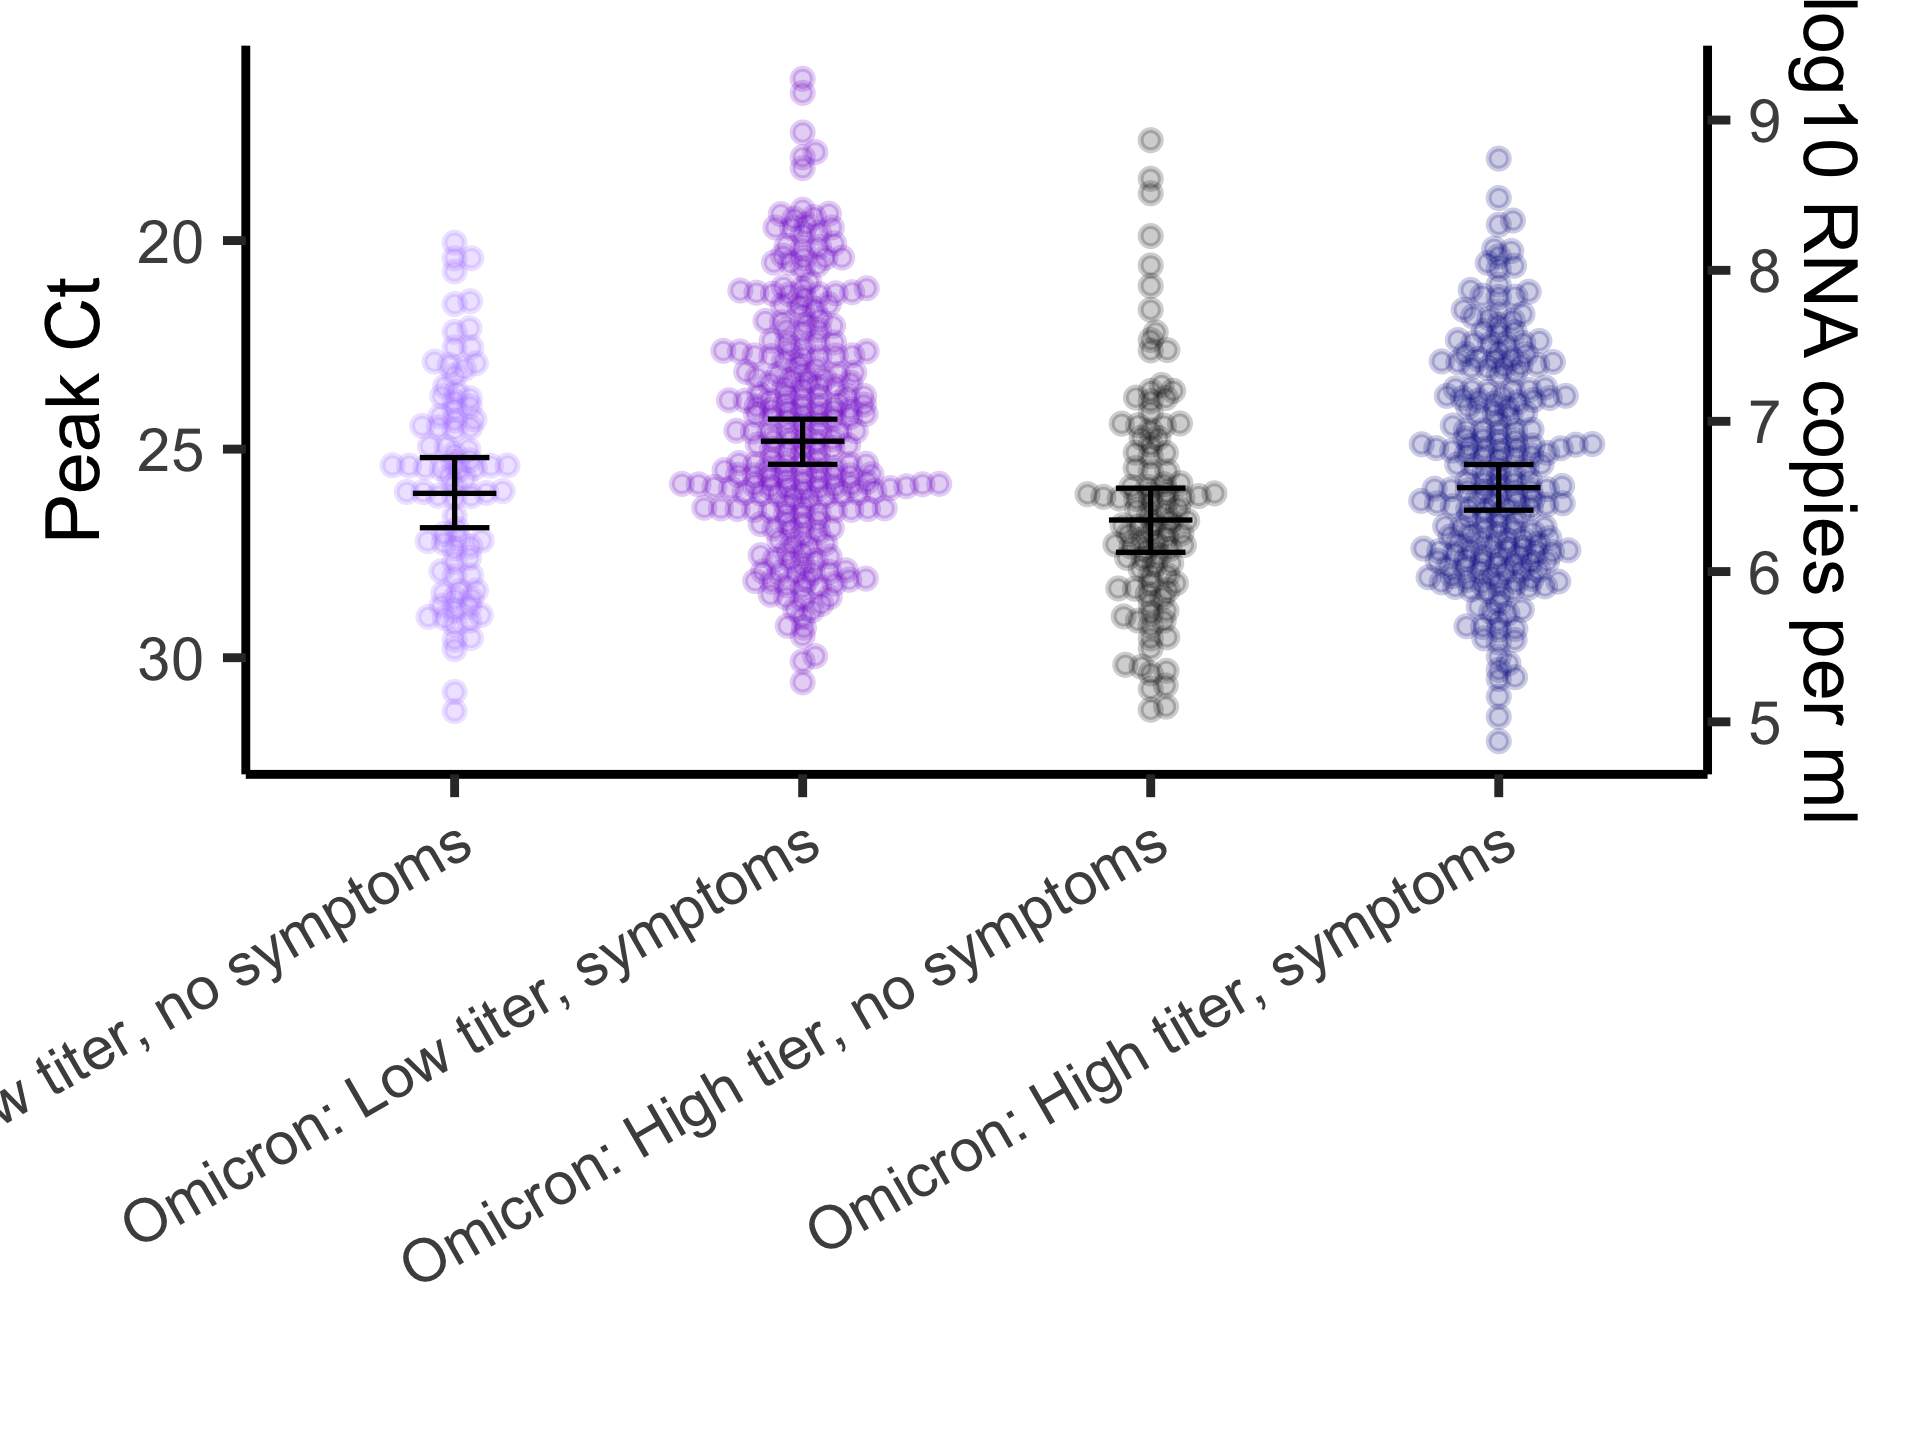 Peak Ct
20
25
30
9
8
7
6
5
log10 RNA copies per ml
titer, no symptoms
Omicron: Low titer, symptoms
Omicron: High tier, no symptoms
Omicron: High titer, symptoms